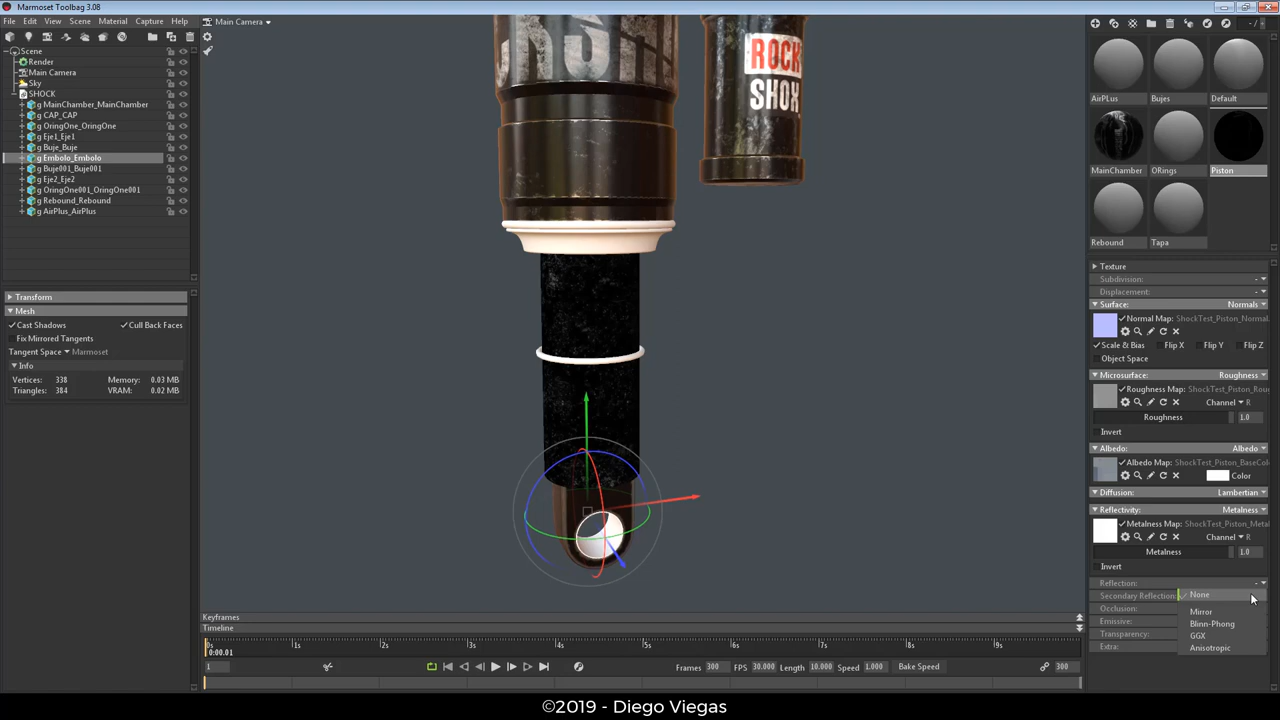 Marmoset Toolbag 3.08
File Edit View Scene Material Capture Help
Main Camera
Scene
Render
Main Camera
Sky
SHOCK
g MainChamber_MainChamber
g CAP_CAP
g OringOne_OringOne
g Eje1_Eje1
g Buje_Buje
g Embolo_Embolo
g Buje001_Buje001
g Eje2_Eje2
g OringOne001_OringOne001
g Rebound_Rebound
g AirPlus_AirPlus
Transform
Mesh
Cast Shadows Cull Back Faces
Fix Mirrored Tangents
Tangent Space Marmoset
Info
Vertices: 338 Memory: 0.03 MB
Triangles: 384 VRAM: 0.02 MB
ROCK
SHOX
Keyframes
Timeline
0s 1s 2s 3s 4s 5s 6s 7s 8s 9s
0:00.01
1 Frames 300 FPS 30.000 Length 10.000 Speed 1.000 Bake Speed 300
AirPLus Bujes Default
MainChamber ORings Piston
Rebound Tapa
Texture
Subdivision: -
Displacement: -
Surface: Normals
Normal Map: ShockTest_Piston_Normal.
Scale & Bias Flip X Flip Y Flip Z
Object Space
Microsurface: Roughness
Roughness Map: ShockTest_Piston_Rou
Channel R
Roughness 1.0
Invert
Albedo: Albedo
Albedo Map: ShockTest_Piston_BaseCo
Color
Diffusion: Lambertian
Reflectivity: Metalness
Metalness Map: ShockTest_Piston_Metal
Channel R
Metalness 1.0
Invert
Reflection: -
Secondary Reflection:
Occlusion:
Emissive:
Transparency:
Extra:
None
Mirror
Blinn-Phong
GGX
Anisotropic
©2019 - Diego Viegas